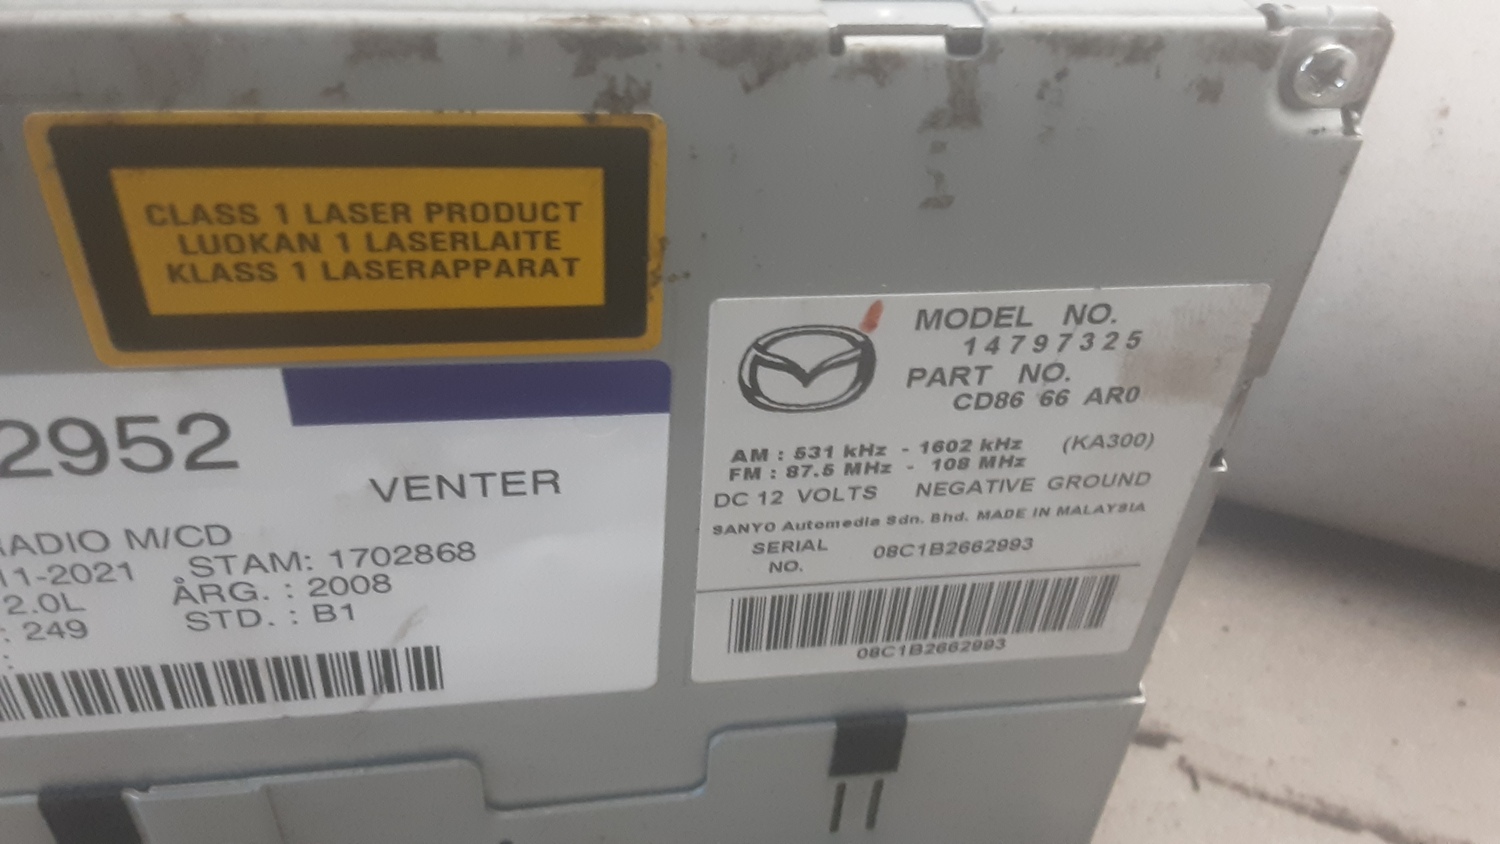 CLASS 1 LASER PRODUCT
LUOKAN 1 LASERLAITE
KLASS 1 LASERAPPARAT
2952
VENTER
RADIO M/CD
11-2021 STAM: 1702868
2.0L ÅRG. : 2008
: 249 STD. : B1
:
MODEL NO.
14797325
PART NO.
CD86 66 AR0
AM : 531 kHz - 1602 kHz (KA300)
FM : 87.5 MHz - 108 MHz
DC 12 VOLTS NEGATIVE GROUND
SANYO Automedia Sdn. Bhd. MADE IN MALAYSIA
SERIAL NO. 08C1B2662993
08C1B2662993